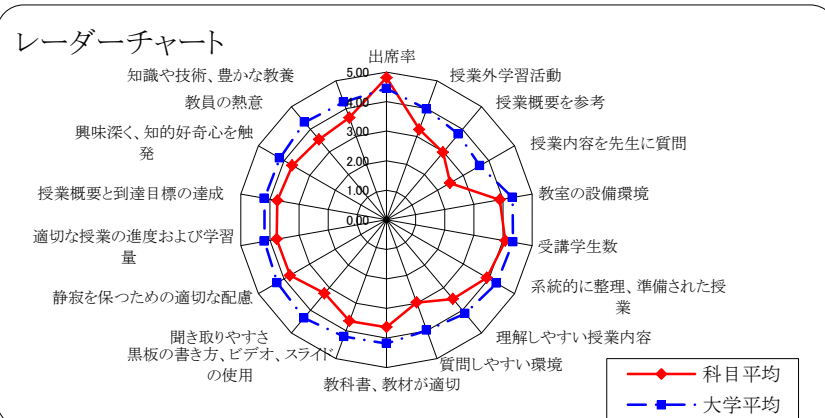 レーダーチャート
出席率
授業外学習活動
授業概要を参考
授業内容を先生に質問
教室の設備環境
受講学生数
系統的に整理、準備された授
業
理解しやすい授業内容
質問しやすい環境
教科書、教材が適切
黒板の書き方、ビデオ、スライド
の使用
聞き取りやすさ
静寂を保つための適切な配慮
適切な授業の進度および学習
量
授業概要と到達目標の達成
興味深く、知的好奇心を触
発
教員の熱意
知識や技術、豊かな教養
5.00
4.00
3.00
2.00
1.00
0.00
科目平均
大学平均